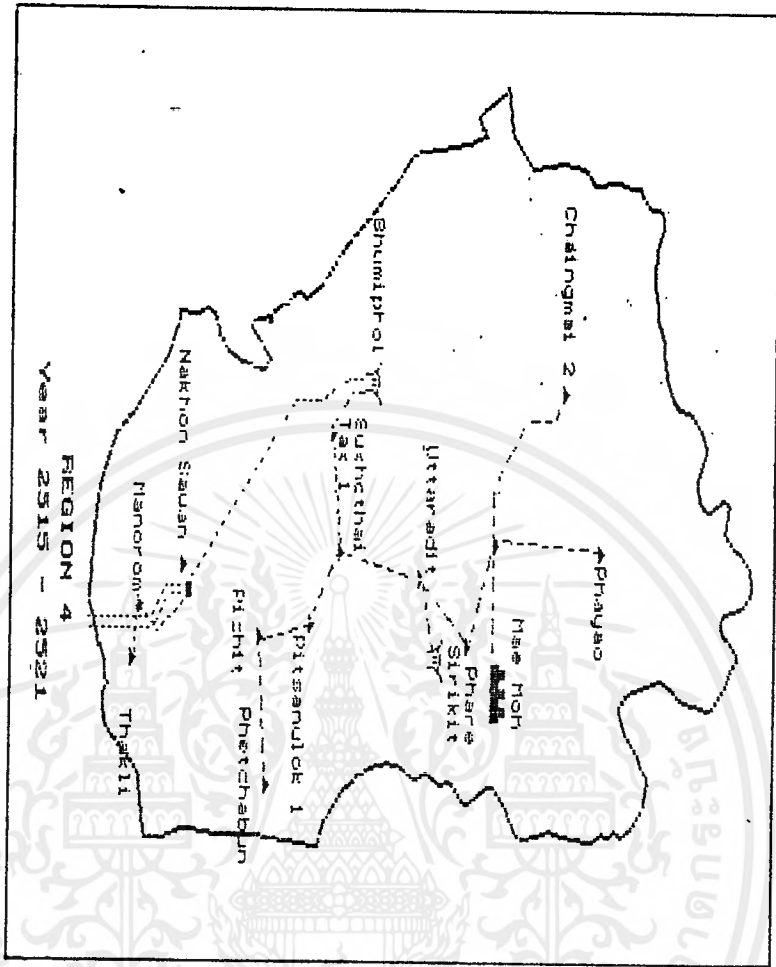 Phayao
Chaingmai 2
Mae Moh
Phare
Sirikit
Uttaradit
Bhumiphol
Sukhothai
Tak 1
Pitsanulok 1
Pichit
Phetchabun
Nakhon Sawan
Manorom
Thakli
REGION 4
Year 2515 - 2521